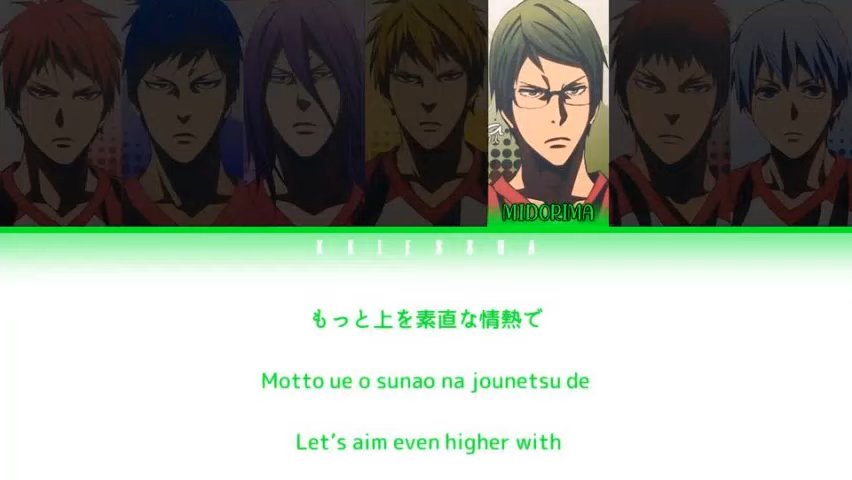 MIDORIMA
もっと上を素直な情熱で
Motto ue o sunao na jounetsu de
Let's aim even higher with